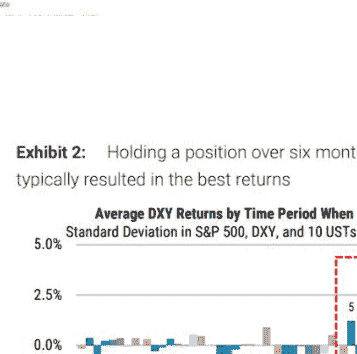 Exhibit 2: Holding a position over six mont
typically resulted in the best returns
Average DXY Returns by Time Period When
Standard Deviation in S&P 500, DXY, and 10 USTs
5.0%
2.5%
5
0.0%